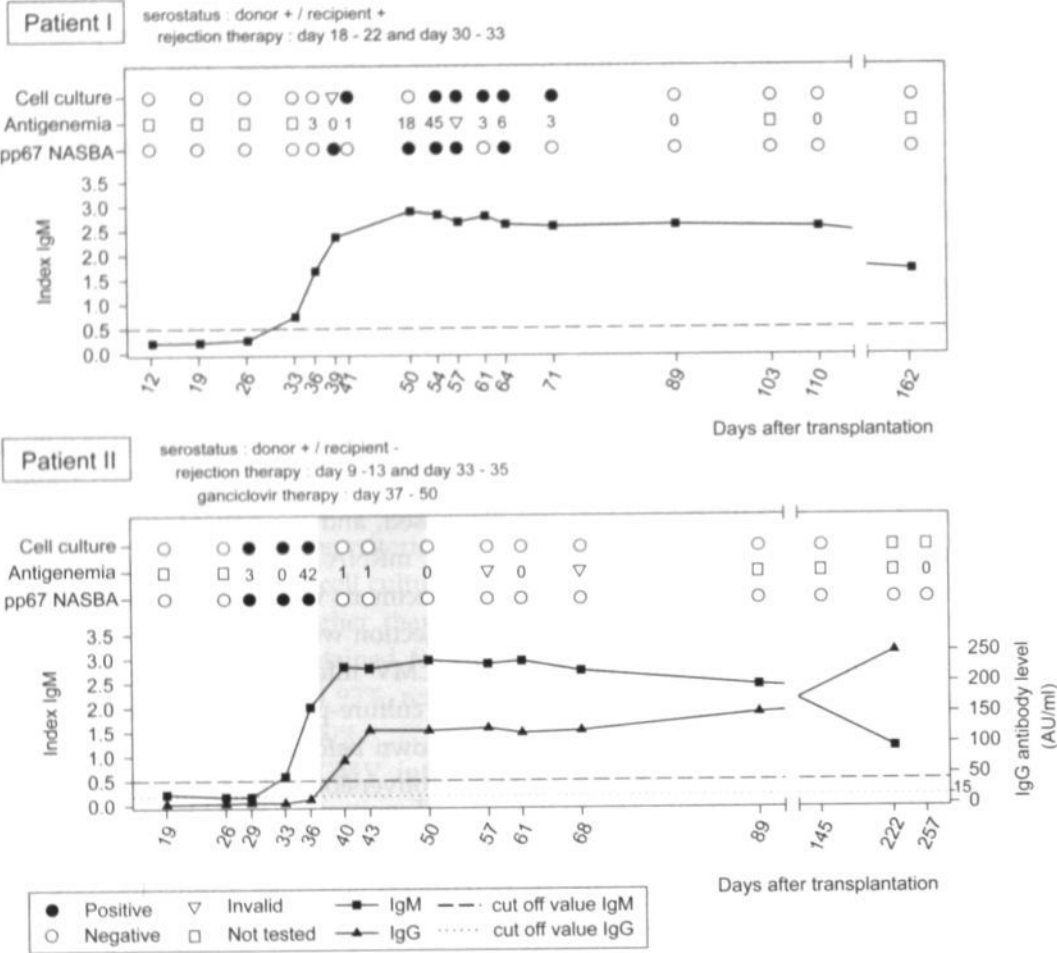 Patient I
serostatus : donor + / recipient +
rejection therapy : day 18 - 22 and day 30 - 33
Cell culture
Antigenemia 3 0 1 18 45 3 6 3 0 0
pp67 NASBA
3.5
3.0
2.5
2.0
1.5
1.0
0.5
0.0
Index IgM
12 19 26 33 36 39 41 50 54 57 61 64 71 89 103 110 162
Days after transplantation
Patient II
serostatus : donor + / recipient -
rejection therapy : day 9 -13 and day 33 - 35
ganciclovir therapy : day 37 - 50
Cell culture
Antigenemia 3 0 42 1 1 0 0 0
pp67 NASBA
3.5
3.0
2.5
2.0
1.5
1.0
0.5
0.0
Index IgM
250
200
150
100
50
15
0
IgG antibody level
(AU/ml)
19 26 29 33 36 40 43 50 57 61 68 89 145 222 257
Days after transplantation
Positive Invalid IgM cut off value IgM
Negative Not tested IgG cut off value IgG